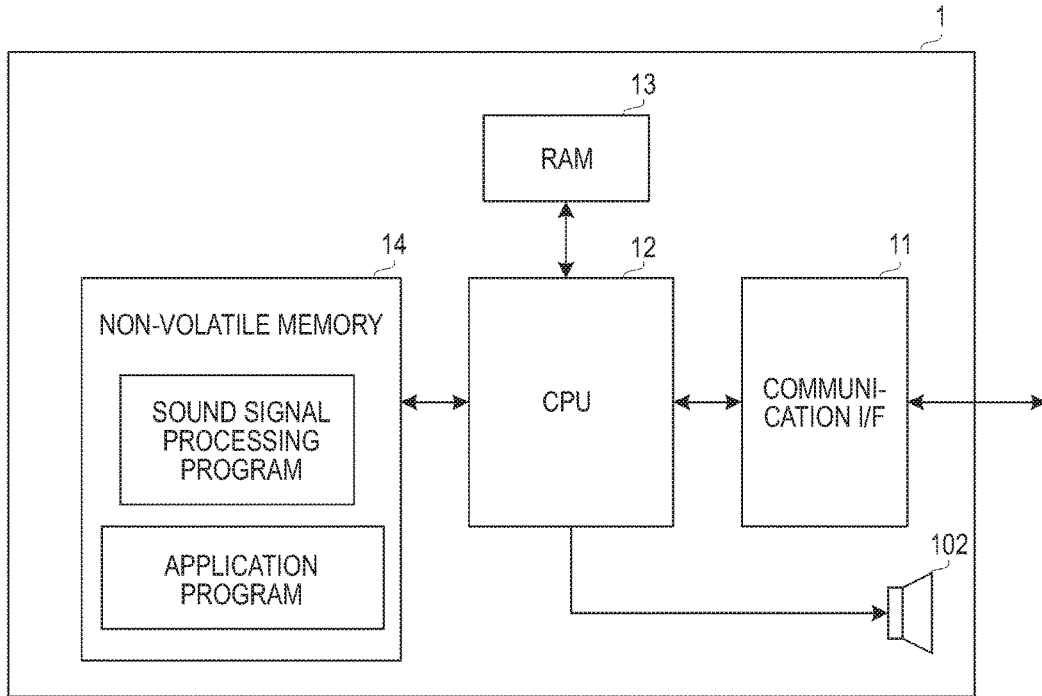 1
13
RAM
14
12
11
NON-VOLATILE MEMORY
SOUND SIGNAL
PROCESSING
PROGRAM
APPLICATION
PROGRAM
CPU
COMMUNI-
CATION I/F
102